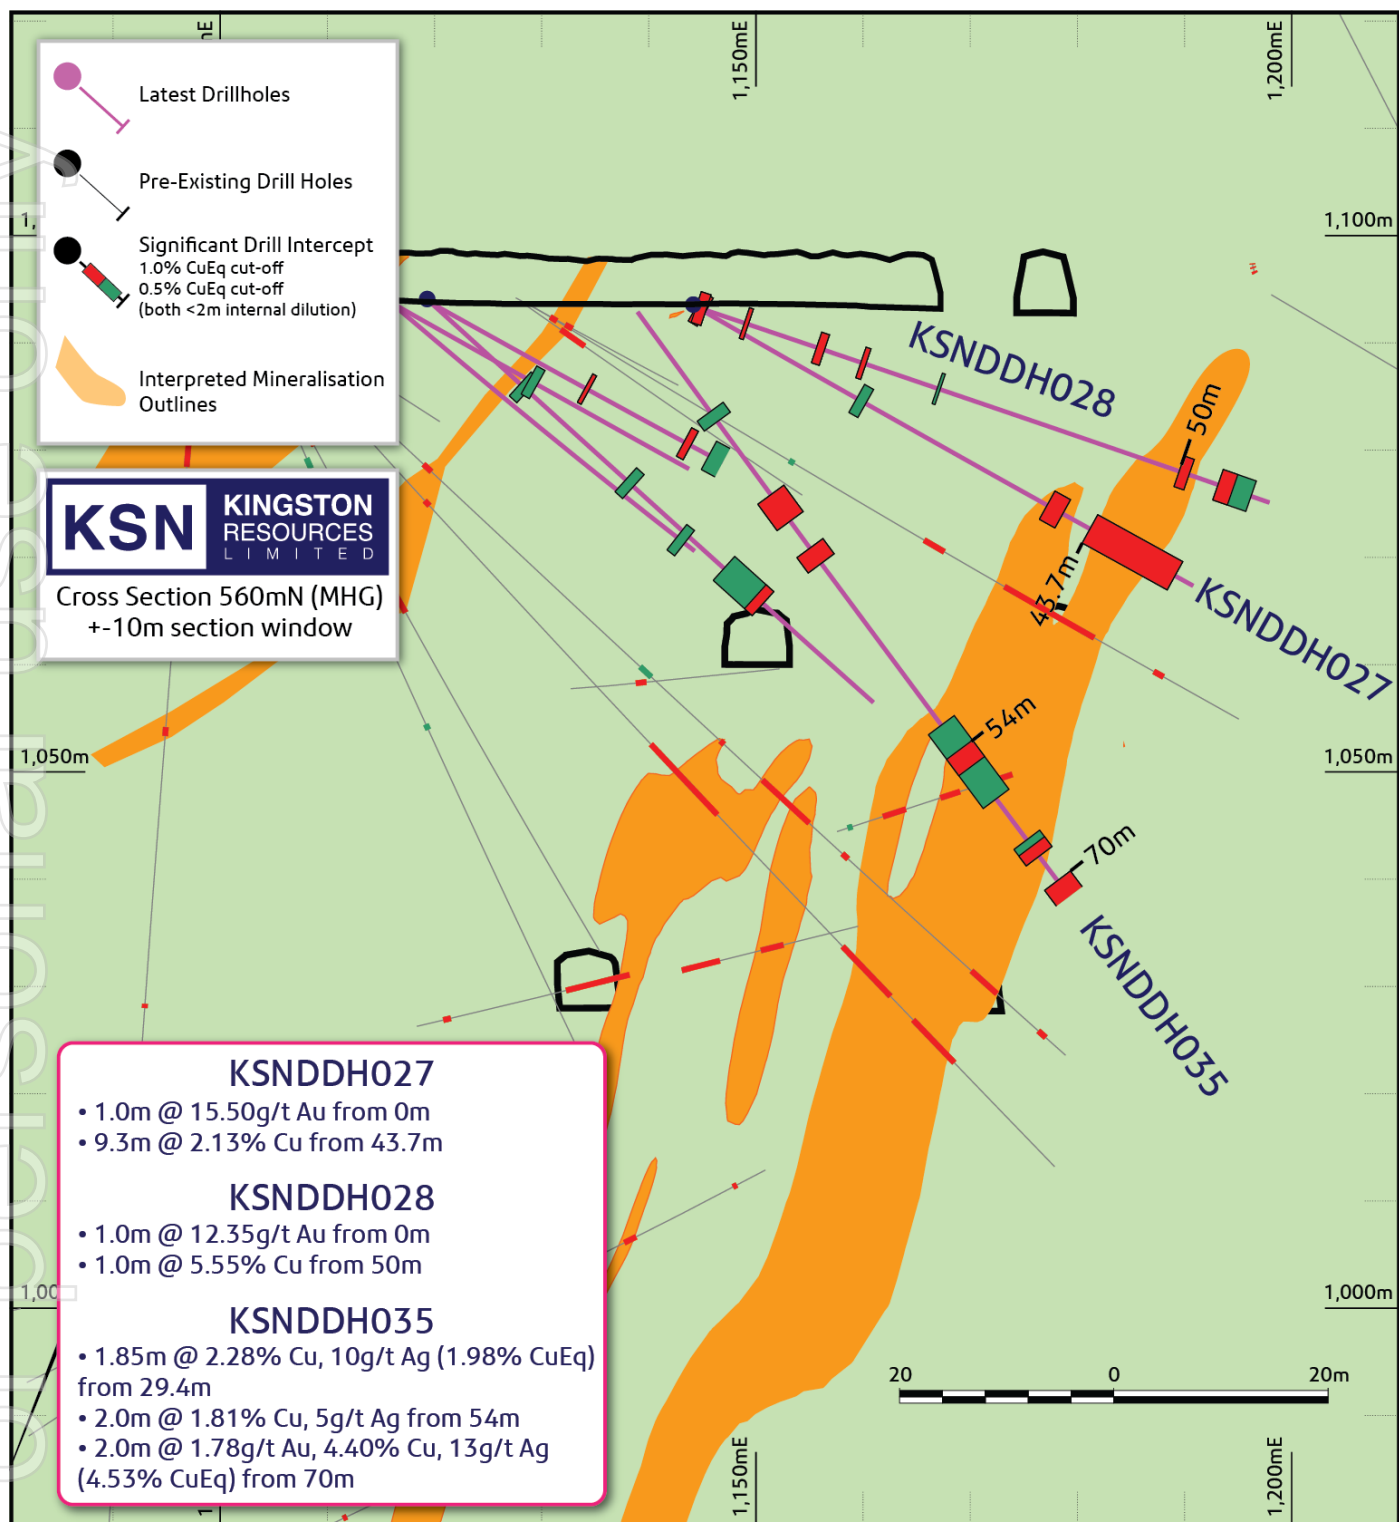 mE
1,150mE
1,200mE
Latest Drillholes
Pre-Existing Drill Holes
Significant Drill Intercept
1.0% CuEq cut-off
0.5% CuEq cut-off
(both <2m internal dilution)
Interpreted Mineralisation
Outlines
1,
1,100m
KSN
KINGSTON
RESOURCES
LIMITED
Cross Section 560mN (MHG)
+-10m section window
KSNDDH028
50m
43.7m
KSNDDH027
54m
1,050m
1,050m
70m
KSNDDH035
KSNDDH027
• 1.0m @ 15.50g/t Au from 0m
• 9.3m @ 2.13% Cu from 43.7m
KSNDDH028
• 1.0m @ 12.35g/t Au from 0m
• 1.0m @ 5.55% Cu from 50m
KSNDDH035
• 1.85m @ 2.28% Cu, 10g/t Ag (1.98% CuEq)
from 29.4m
• 2.0m @ 1.81% Cu, 5g/t Ag from 54m
• 2.0m @ 1.78g/t Au, 4.40% Cu, 13g/t Ag
(4.53% CuEq) from 70m
1,00
1,000m
20
0
20m
1
1,150mE
1,200mE